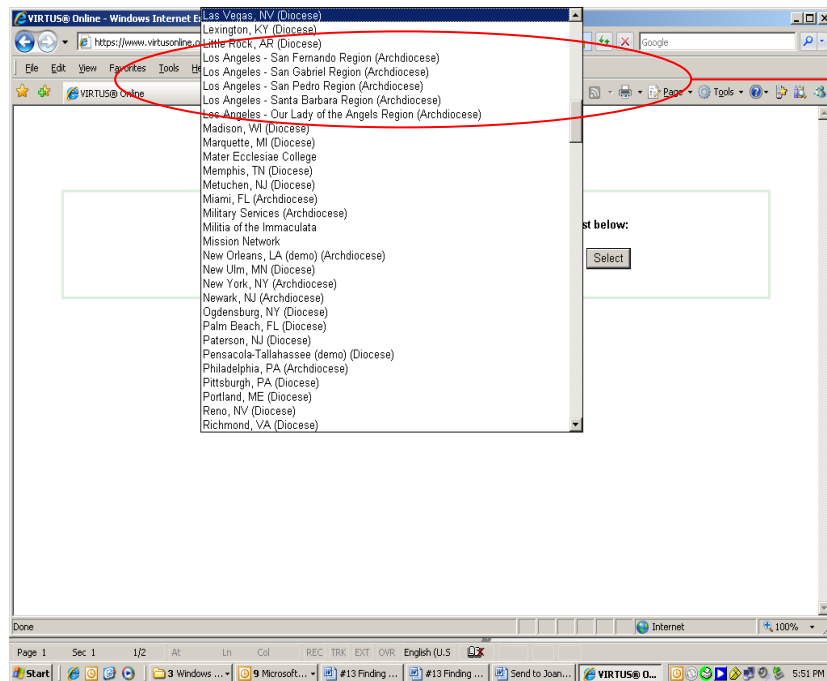 VIRTUS® Online - Windows Internet E
https://www.virtusonline.o
Google
File Edit View Favorites Tools He
VIRTUS® Online
Page Tools
Las Vegas, NV (Diocese)
Lexington, KY (Diocese)
Little Rock, AR (Diocese)
Los Angeles - San Fernando Region (Archdiocese)
Los Angeles - San Gabriel Region (Archdiocese)
Los Angeles - San Pedro Region (Archdiocese)
Los Angeles - Santa Barbara Region (Archdiocese)
Los Angeles - Our Lady of the Angels Region (Archdiocese)
Madison, WI (Diocese)
Marquette, MI (Diocese)
Mater Ecclesiae College
Memphis, TN (Diocese)
Metuchen, NJ (Diocese)
Miami, FL (Archdiocese)
Military Services (Archdiocese)
Militia of the Immaculata
Mission Network
New Orleans, LA (demo) (Archdiocese)
New Ulm, MN (Diocese)
New York, NY (Archdiocese)
Newark, NJ (Archdiocese)
Ogdensburg, NY (Diocese)
Palm Beach, FL (Diocese)
Paterson, NJ (Diocese)
Pensacola-Tallahassee (demo) (Diocese)
Philadelphia, PA (Archdiocese)
Pittsburgh, PA (Diocese)
Portland, ME (Diocese)
Reno, NV (Diocese)
Richmond, VA (Diocese)
st below:
Select
Done Internet 100%
Page 1 Sec 1 1/2 At Ln Col REC TRK EXT OVR English (U.S
Start 3 Windows ... 9 Microsoft... #13 Finding ... #13 Finding ... Send to Joan... VIRTUS® O... 5:51 PM